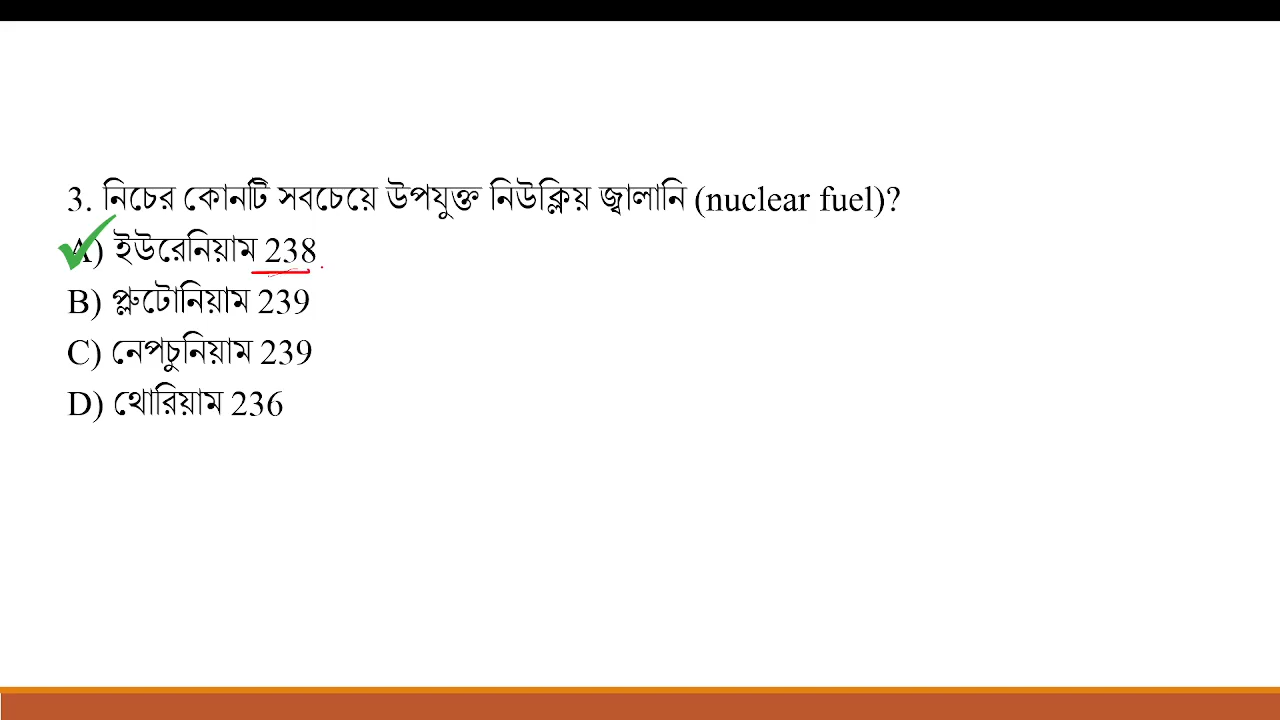 3. নিচের কোনটি সবচেয়ে উপযুক্ত নিউক্লিয় জ্বালানি (nuclear fuel)?
A) ইউরেনিয়াম 238
B) প্লুটোনিয়াম 239
C) নেপচুনিয়াম 239
D) থোরিয়াম 236